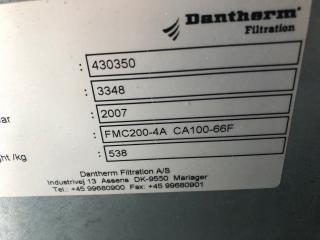 Dantherm®
Filtration
: 430350
: 3348
ar : 2007
: FMC200-4A CA100-66F
ght /kg : 538
Dantherm Filtration A/S
Industrivej 13 Assens DK-9550 Mariager
Tel.: +45 99680900 Fax: +45 99680901